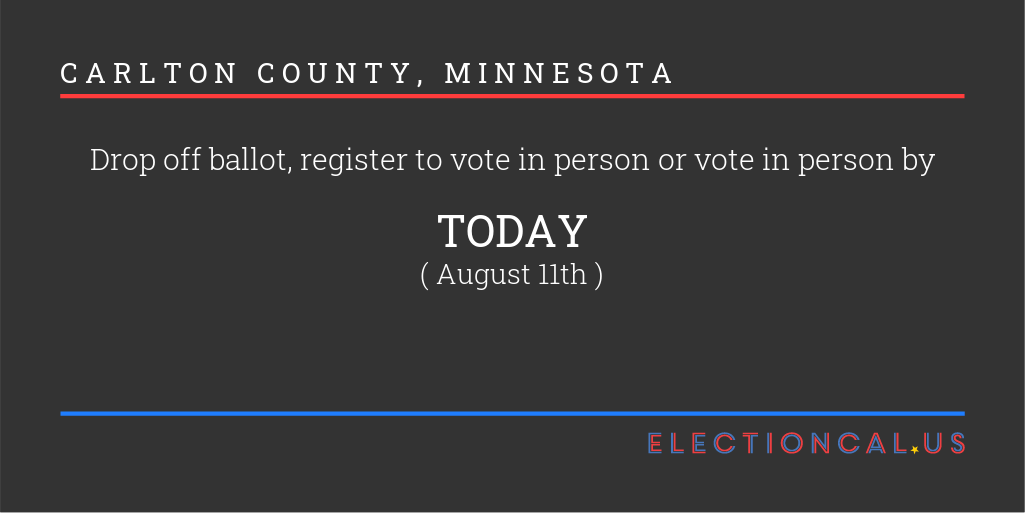 CARLTON COUNTY, MINNESOTA
Drop off ballot, register to vote in person or vote in person by
TODAY
( August 11th )
ELECTIONCAL.US